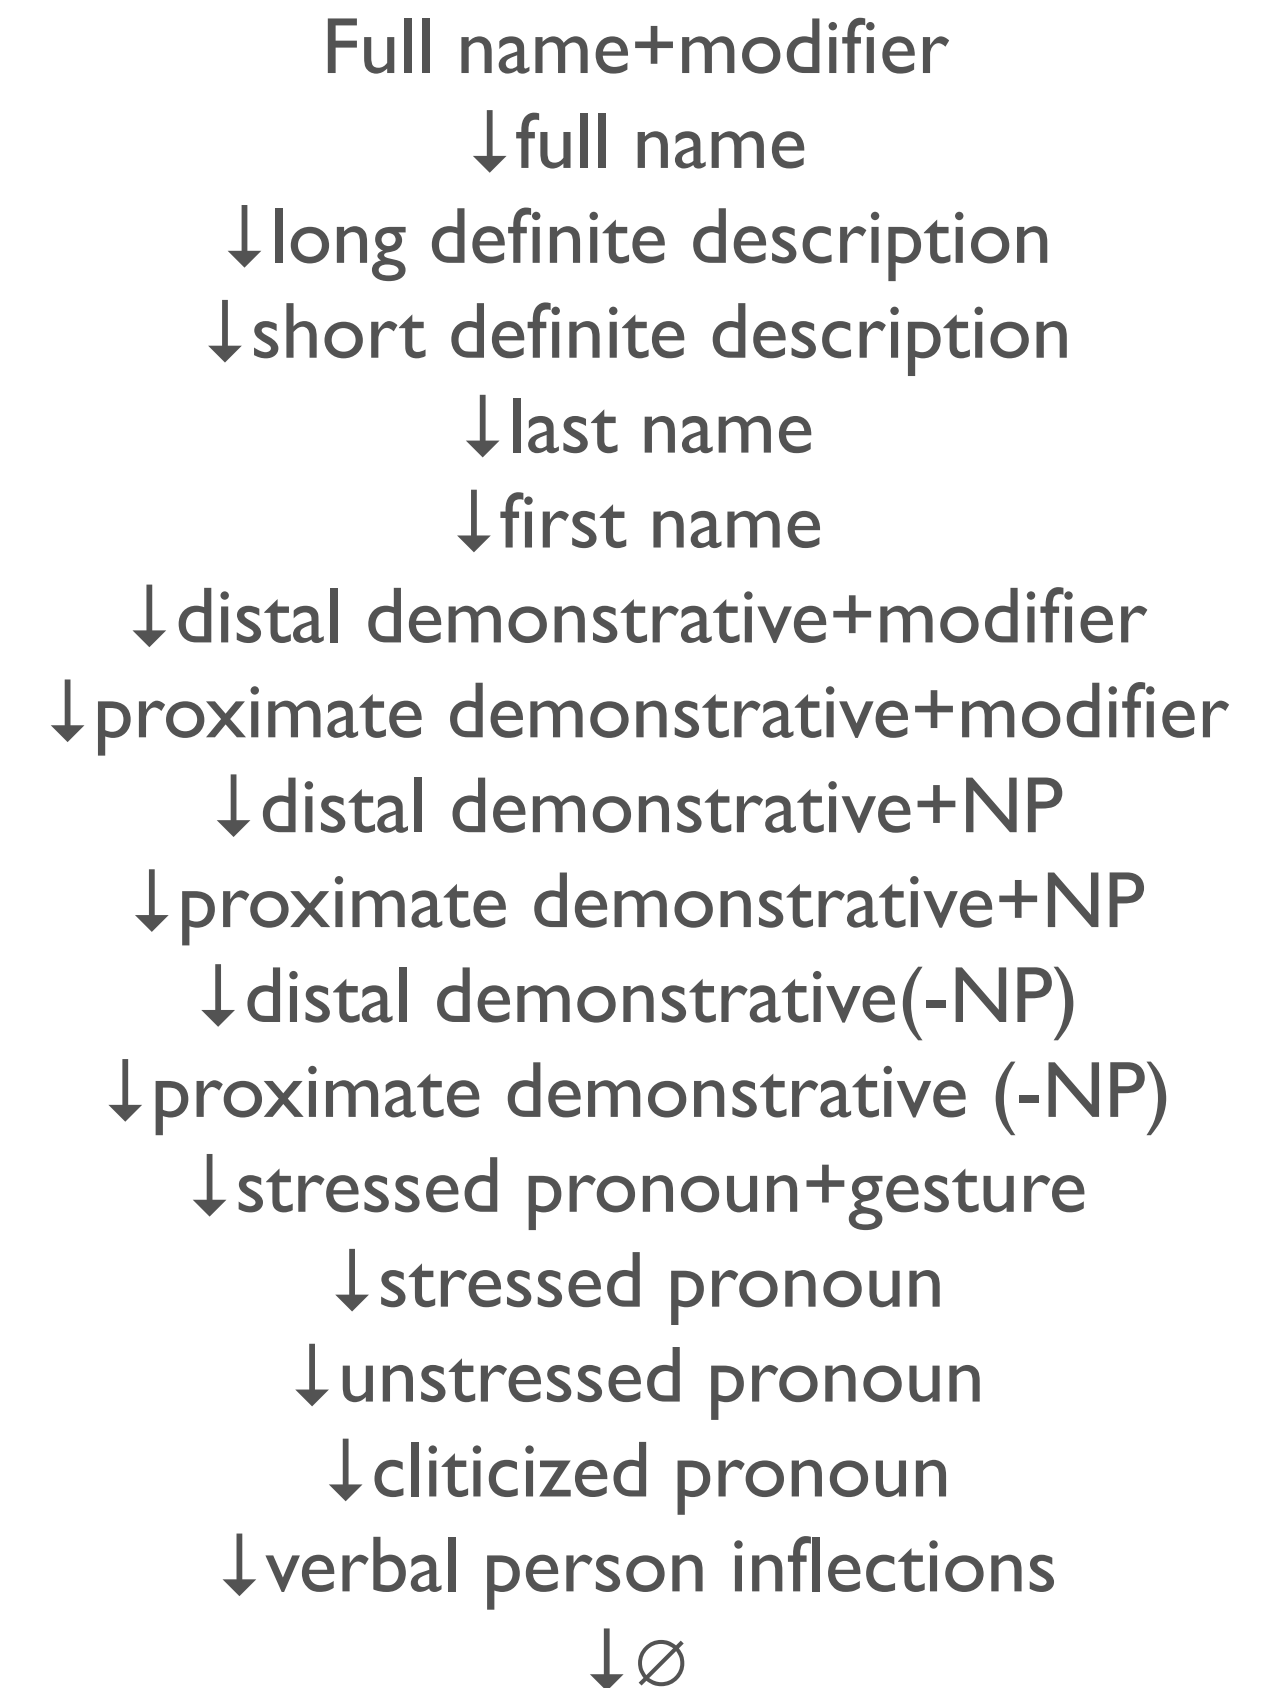 Full name+modifier
↓full name
↓long definite description
↓short definite description
↓last name
↓first name
↓distal demonstrative+modifier
↓proximate demonstrative+modifier
↓distal demonstrative+NP
↓proximate demonstrative+NP
↓distal demonstrative(-NP)
↓proximate demonstrative (-NP)
↓stressed pronoun+gesture
↓stressed pronoun
↓unstressed pronoun
↓cliticized pronoun
↓verbal person inflections
↓∅